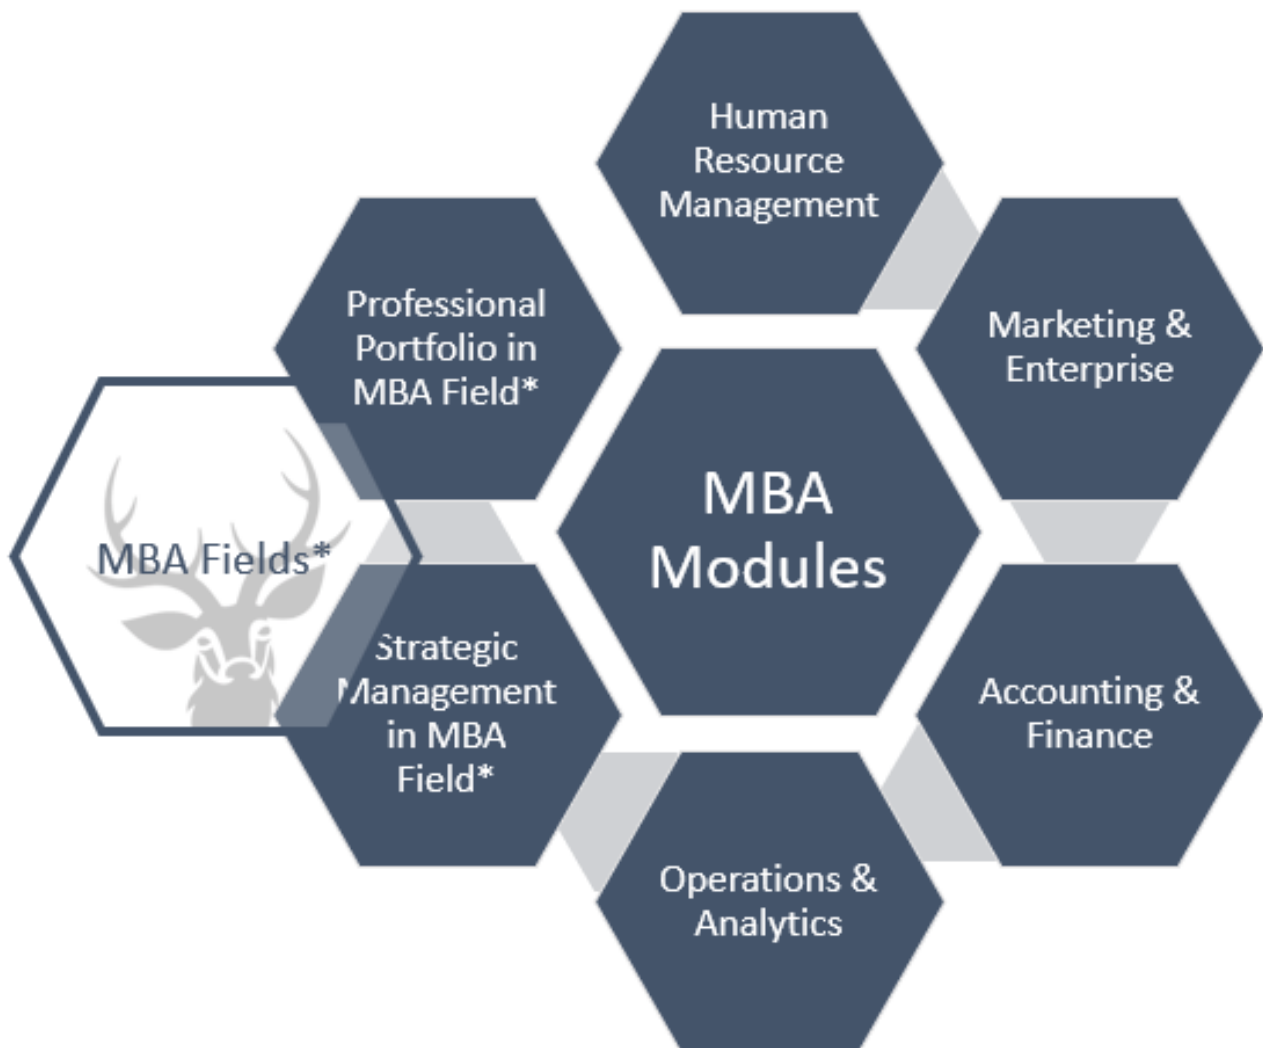 Human
Resource
Management
Marketing &
Enterprise
Professional
Portfolio in
MBA Field*
MBA
Modules
MBA Fields*
Strategic
Management
in MBA
Field*
Accounting &
Finance
Operations &
Analytics